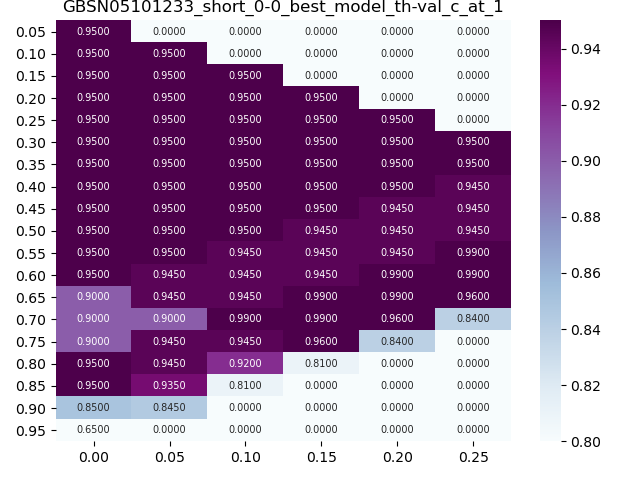 GBSN05101233_short_0-0_best_model_th-val_c_at_1
0.05 0.9500 0.0000 0.0000 0.0000 0.0000 0.0000
0.10 0.9500 0.9500 0.0000 0.0000 0.0000 0.0000
0.15 0.9500 0.9500 0.9500 0.0000 0.0000 0.0000
0.20 0.9500 0.9500 0.9500 0.9500 0.0000 0.0000
0.25 0.9500 0.9500 0.9500 0.9500 0.9500 0.0000
0.30 0.9500 0.9500 0.9500 0.9500 0.9500 0.9500
0.35 0.9500 0.9500 0.9500 0.9500 0.9500 0.9500
0.40 0.9500 0.9500 0.9500 0.9500 0.9500 0.9450
0.45 0.9500 0.9500 0.9500 0.9500 0.9450 0.9450
0.50 0.9500 0.9500 0.9500 0.9450 0.9450 0.9450
0.55 0.9500 0.9500 0.9450 0.9450 0.9450 0.9900
0.60 0.9500 0.9450 0.9450 0.9450 0.9900 0.9900
0.65 0.9000 0.9450 0.9450 0.9900 0.9900 0.9600
0.70 0.9000 0.9000 0.9900 0.9900 0.9600 0.8400
0.75 0.9000 0.9450 0.9450 0.9600 0.8400 0.0000
0.80 0.9500 0.9450 0.9200 0.8100 0.0000 0.0000
0.85 0.9500 0.9350 0.8100 0.0000 0.0000 0.0000
0.90 0.8500 0.8450 0.0000 0.0000 0.0000 0.0000
0.95 0.6500 0.0000 0.0000 0.0000 0.0000 0.0000
0.00 0.05 0.10 0.15 0.20 0.25
0.94
0.92
0.90
0.88
0.86
0.84
0.82
0.80